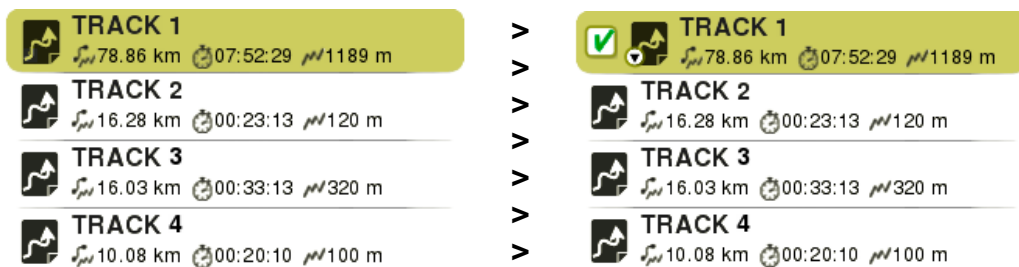 TRACK 1
78.86 km 07:52:29 1189 m
TRACK 2
16.28 km 00:23:13 120 m
TRACK 3
16.03 km 00:33:13 320 m
TRACK 4
10.08 km 00:20:10 100 m
>
>
>
>
>
>
>
TRACK 1
78.86 km 07:52:29 1189 m
TRACK 2
16.28 km 00:23:13 120 m
TRACK 3
16.03 km 00:33:13 320 m
TRACK 4
10.08 km 00:20:10 100 m